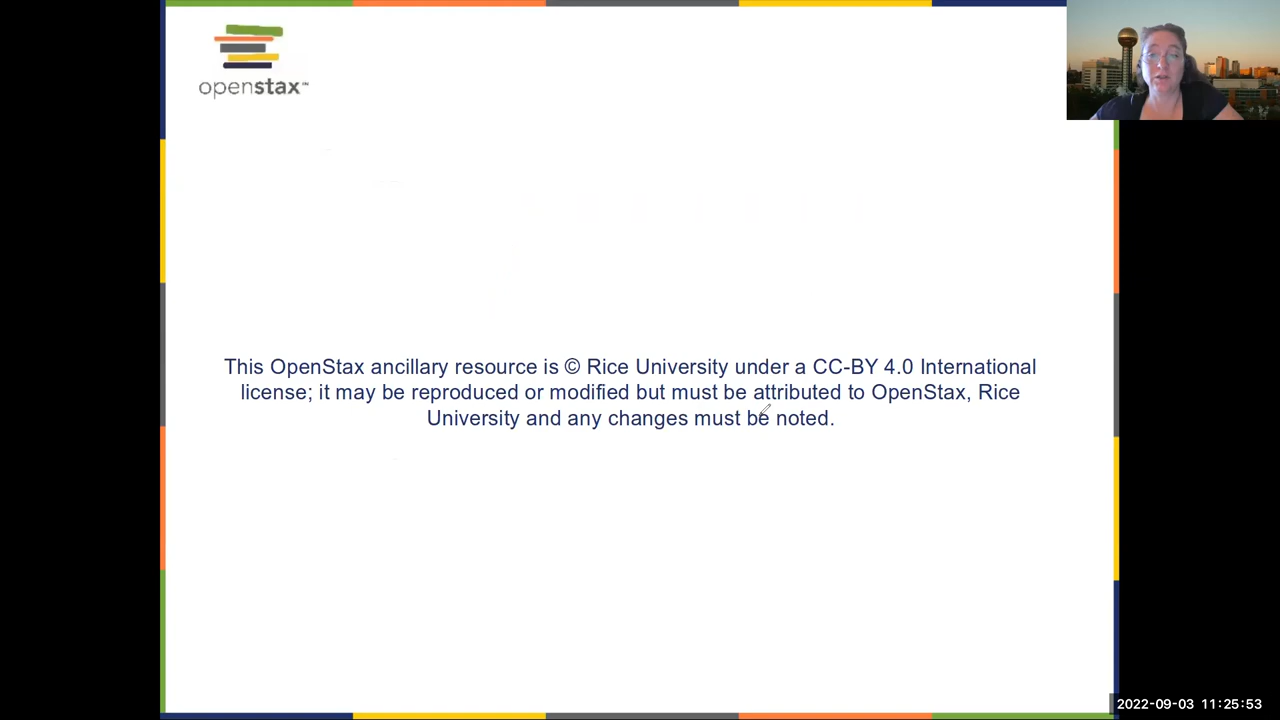 openstax™
This OpenStax ancillary resource is © Rice University under a CC-BY 4.0 International
license; it may be reproduced or modified but must be attributed to OpenStax, Rice
University and any changes must be noted.
2022-09-03 11:25:53